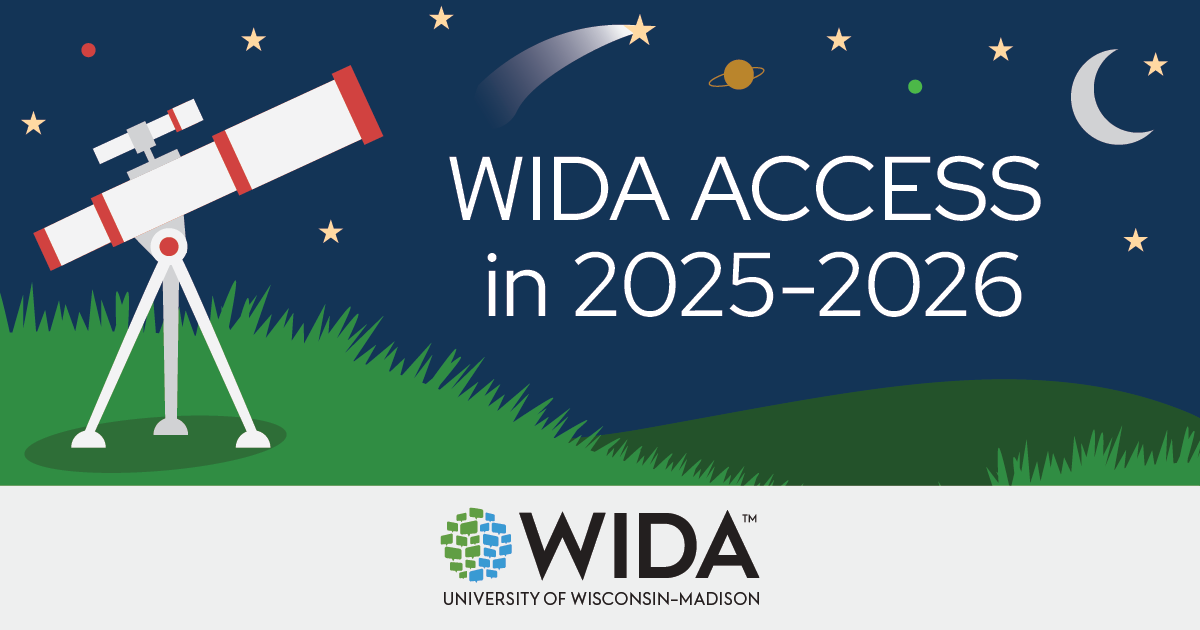 WIDA ACCESS
in 2025–2026
WIDA™
UNIVERSITY OF WISCONSIN–MADISON